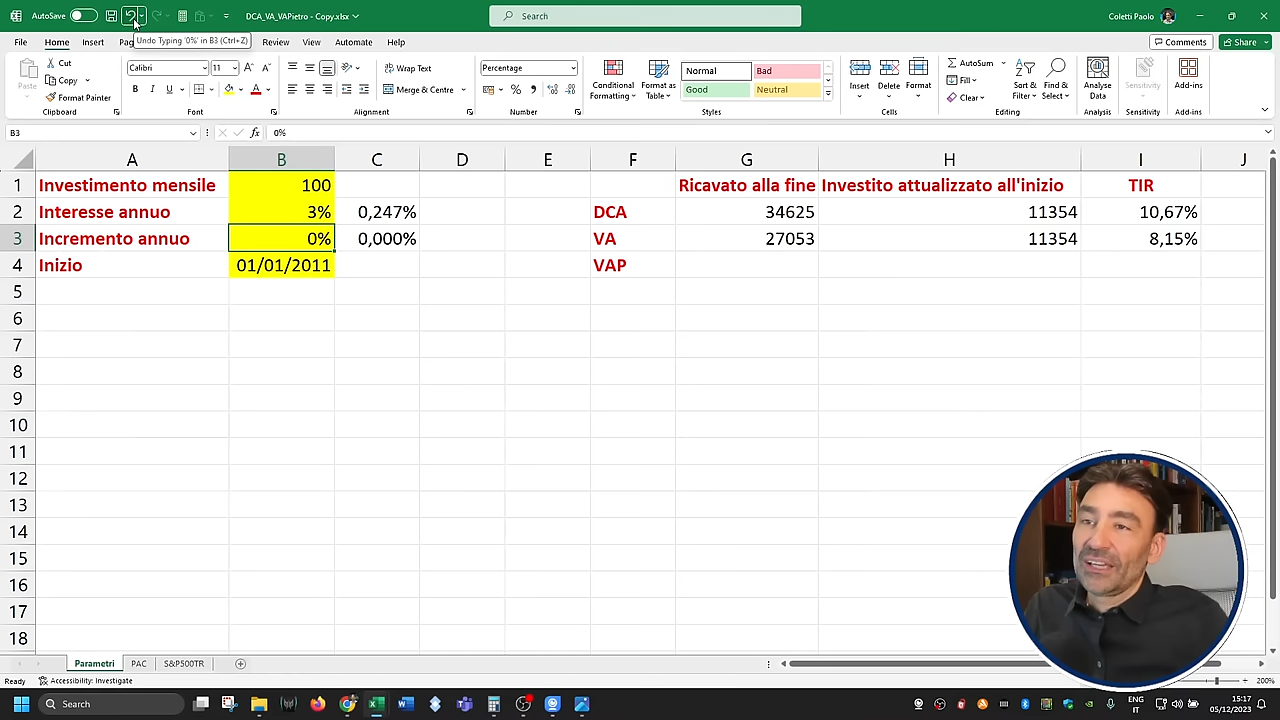 AutoSave
DCA_VA_VAPietro - Copy.xlsx
Search
Coletti Paolo
Undo Typing '0%' in B3 (Ctrl+Z)
File
Home
Insert
Pag
Review
View
Automate
Help
Comments
Share
Paste
Cut
Copy
Format Painter
Clipboard
Calibri
11
Font
Wrap Text
Merge & Centre
Alignment
Percentage
Number
Conditional Formatting
Format as Table
Normal
Bad
Good
Neutral
Styles
Insert
Delete
Format
Cells
AutoSum
Fill
Clear
Sort & Filter
Find & Select
Editing
Analyse Data
Analysis
Sensitivity
Sensitivity
Add-ins
Add-ins
B3
0%
A B C D E F G H I J
1 Investimento mensile 100 Ricavato alla fine Investito attualizzato all'inizio TIR
2 Interesse annuo 3% 0,247% DCA 34625 11354 10,67%
3 Incremento annuo 0% 0,000% VA 27053 11354 8,15%
4 Inizio 01/01/2011 VAP
5
6
7
8
9
10
11
12
13
14
15
16
17
18
Parametri PAC S&P500TR
Ready Accessibility: Investigate
200%
Search
ENG
IT
15:17
05/12/2023